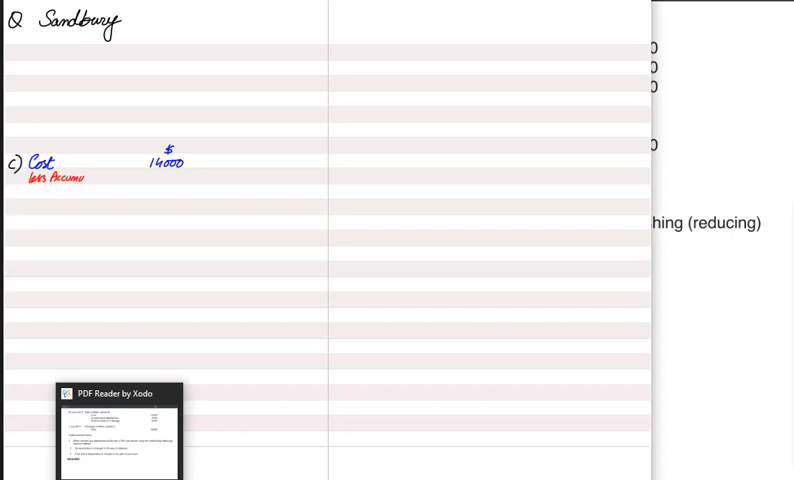 Q Sandbury
$
c) Cost 14000
less Accumu
hing (reducing)
PDF Reader by Xodo